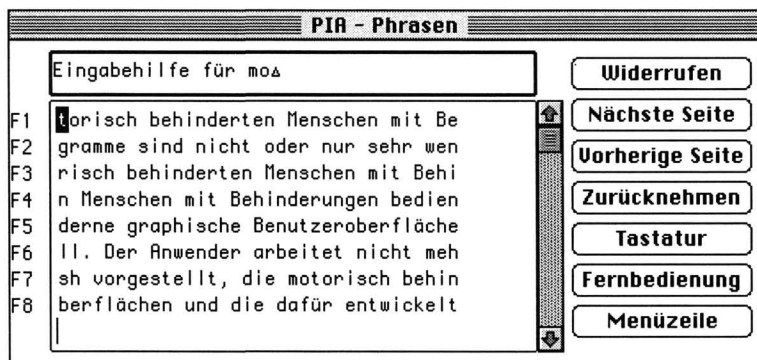 PIA - Phrasen
Eingabehilfe für mo▵
F1 torisch behinderten Menschen mit Be
F2 gramme sind nicht oder nur sehr wen
F3 risch behinderten Menschen mit Behi
F4 n Menschen mit Behinderungen bedien
F5 derne graphische Benutzeroberfläche
F6 ll. Der Anwender arbeitet nicht meh
F7 sh vorgestellt, die motorisch behin
F8 berflächen und die dafür entwickelt
Widerrufen
Nächste Seite
Vorherige Seite
Zurücknehmen
Tastatur
Fernbedienung
Menüzeile